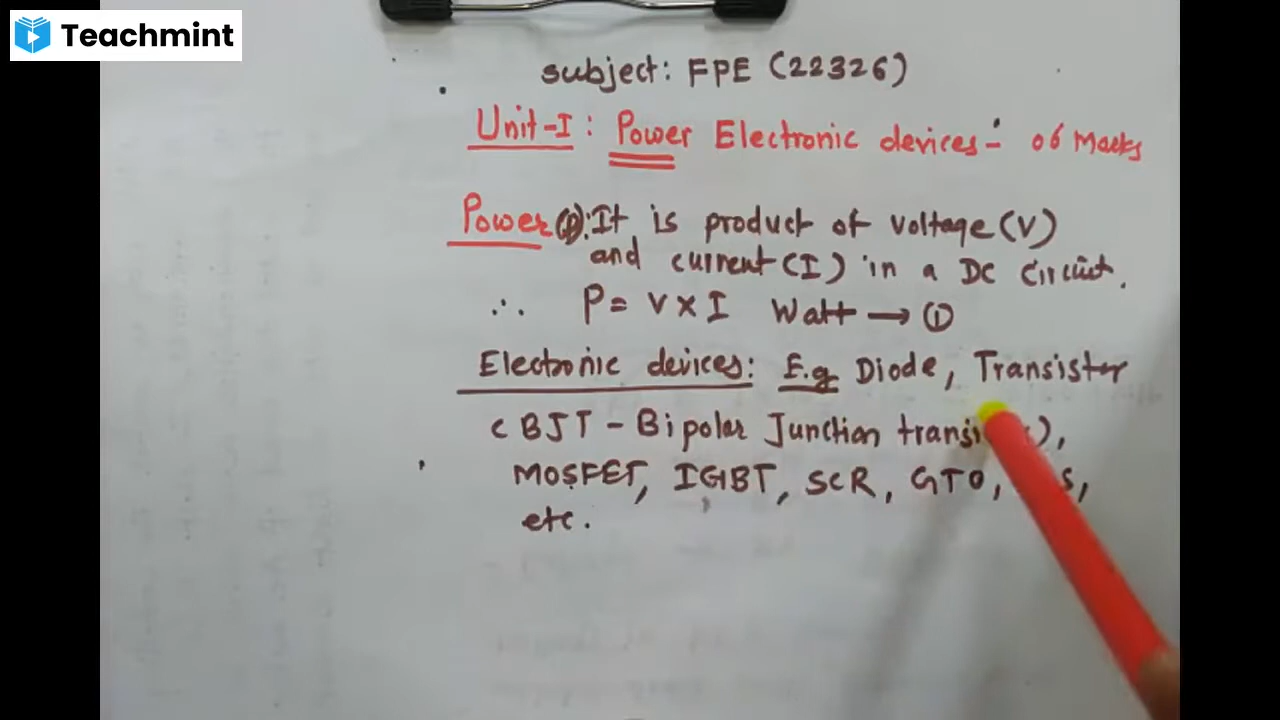 Teachmint
subject: FPE (22326)
Unit-I : Power Electronic devices- 06 Marks
Power (P): It is product of voltage (V)
and current (I) in a DC circuit.
∴ P = V × I Watt → ①
Electronic devices: E.g Diode, Transistor
(BJT - Bipolar Junction
MOSFET, IGBT, SCR, GTO,
etc.